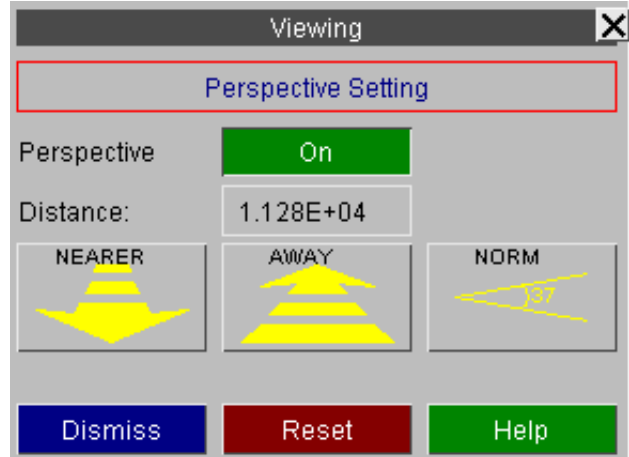 Viewing
Perspective Setting
Perspective On
Distance: 1.128E+04
NEARER AWAY NORM
37
Dismiss Reset Help